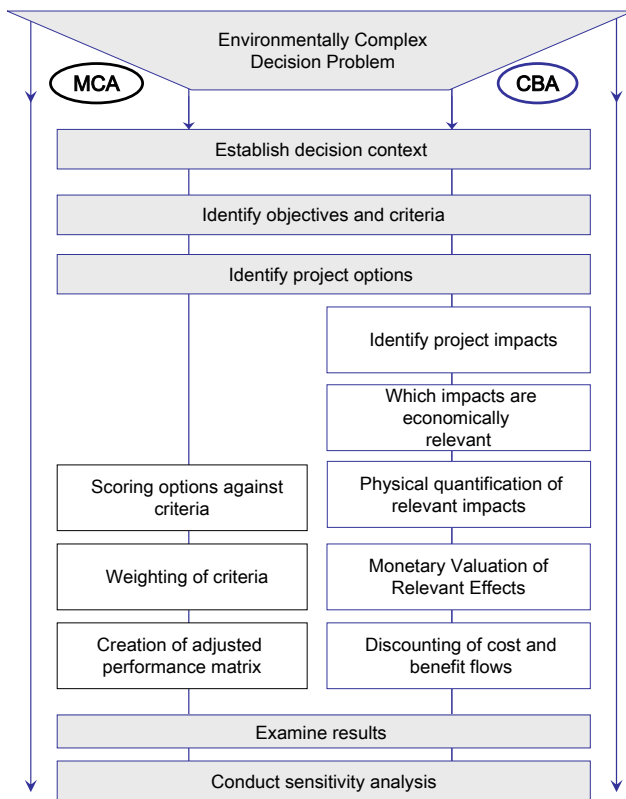 Environmentally Complex
Decision Problem
MCA
CBA
Establish decision context
Identify objectives and criteria
Identify project options
Identify project impacts
Which impacts are
economically
relevant
Scoring options against
criteria
Physical quantification of
relevant impacts
Weighting of criteria
Monetary Valuation of
Relevant Effects
Creation of adjusted
performance matrix
Discounting of cost and
benefit flows
Examine results
Conduct sensitivity analysis